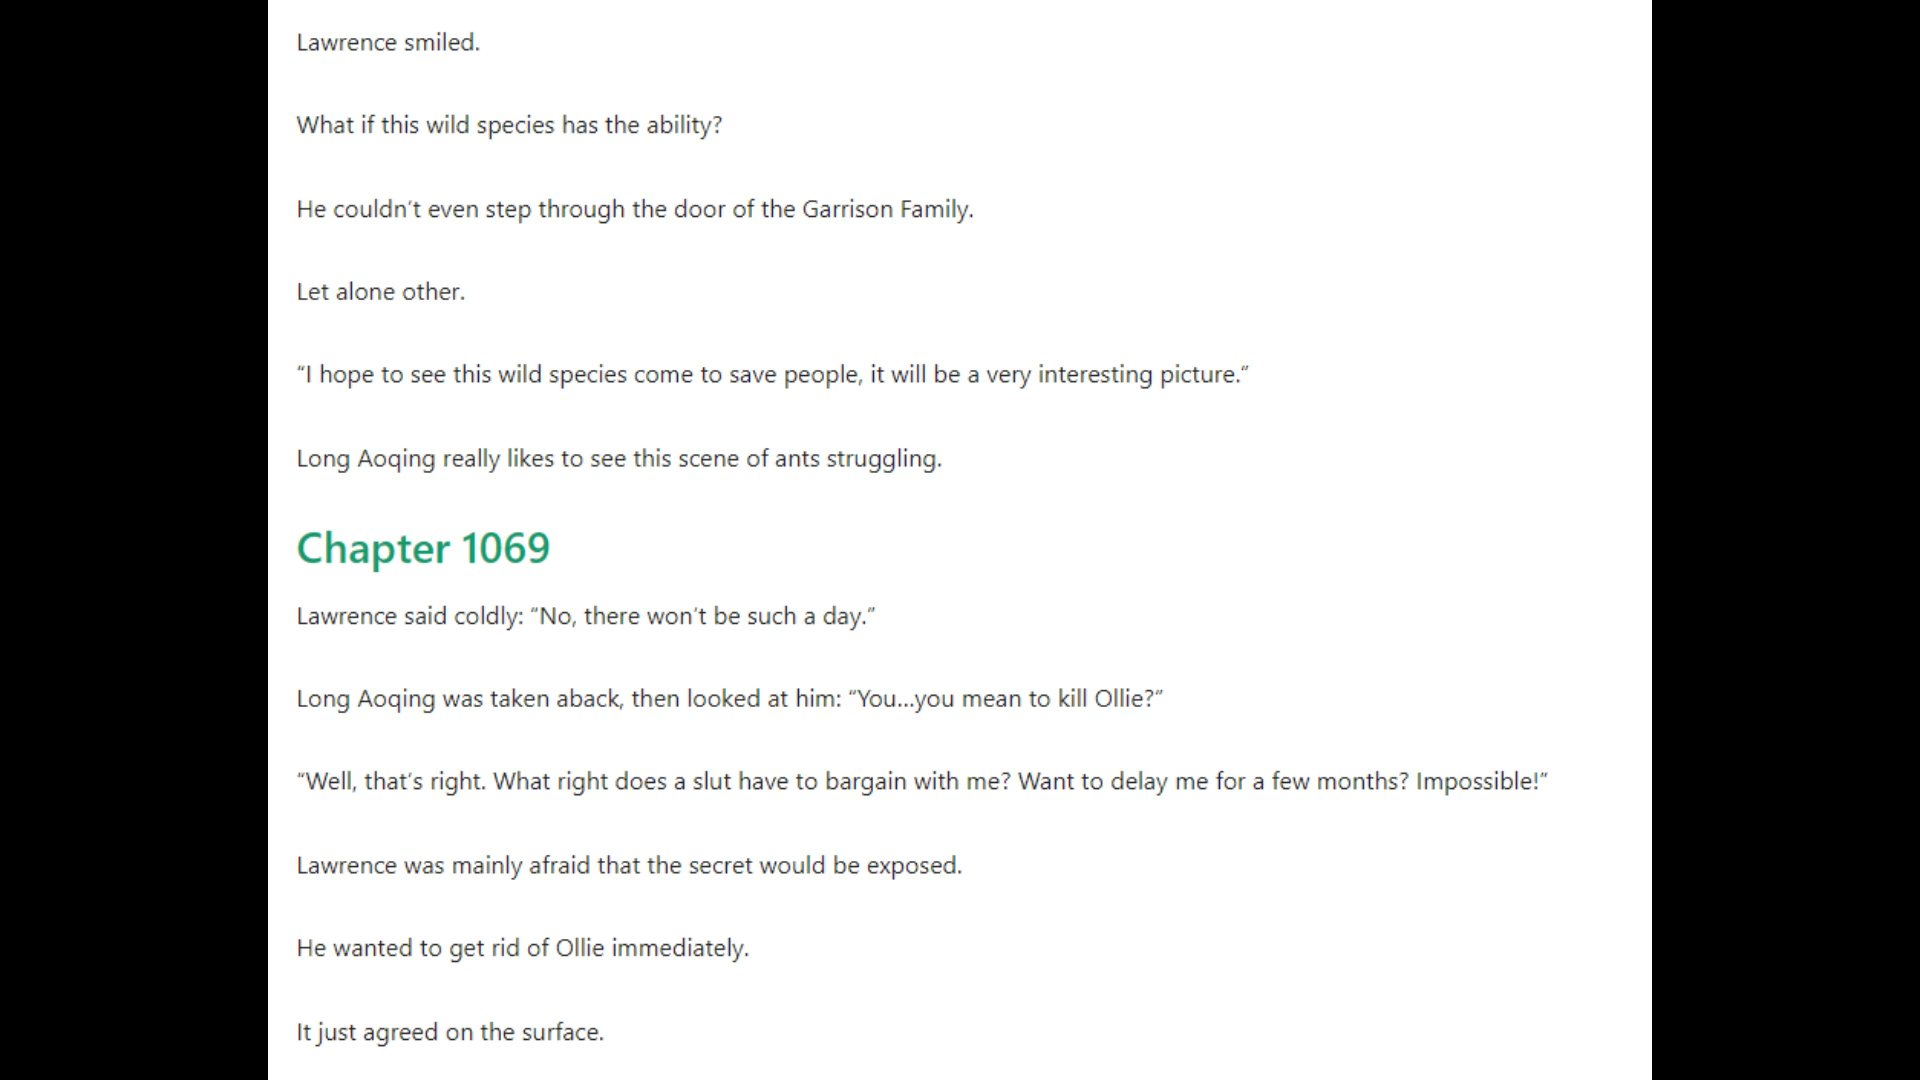 Lawrence smiled.
What if this wild species has the ability?
He couldn’t even step through the door of the Garrison Family.
Let alone other.
“I hope to see this wild species come to save people, it will be a very interesting picture.”
Long Aoqing really likes to see this scene of ants struggling.
Chapter 1069
Lawrence said coldly: “No, there won’t be such a day.”
Long Aoqing was taken aback, then looked at him: “You…you mean to kill Ollie?”
“Well, that’s right. What right does a slut have to bargain with me? Want to delay me for a few months? Impossible!”
Lawrence was mainly afraid that the secret would be exposed.
He wanted to get rid of Ollie immediately.
It just agreed on the surface.